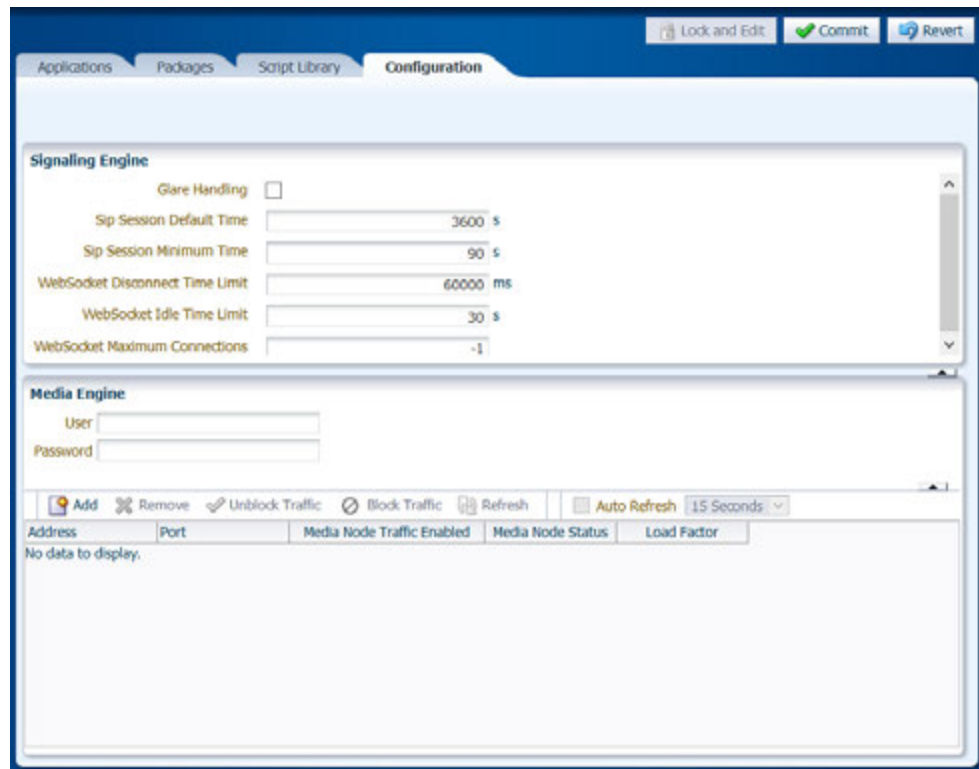 Lock and Edit Commit Revert
Applications Packages Script Library Configuration
Signaling Engine
Glare Handling
Sip Session Default Time 3600 s
Sip Session Minimum Time 90 s
WebSocket Disconnect Time Limit 60000 ms
WebSocket Idle Time Limit 30 s
WebSocket Maximum Connections -1
Media Engine
User
Password
Add Remove Unblock Traffic Block Traffic Refresh Auto Refresh 15 Seconds
Address Port Media Node Traffic Enabled Media Node Status Load Factor
No data to display.